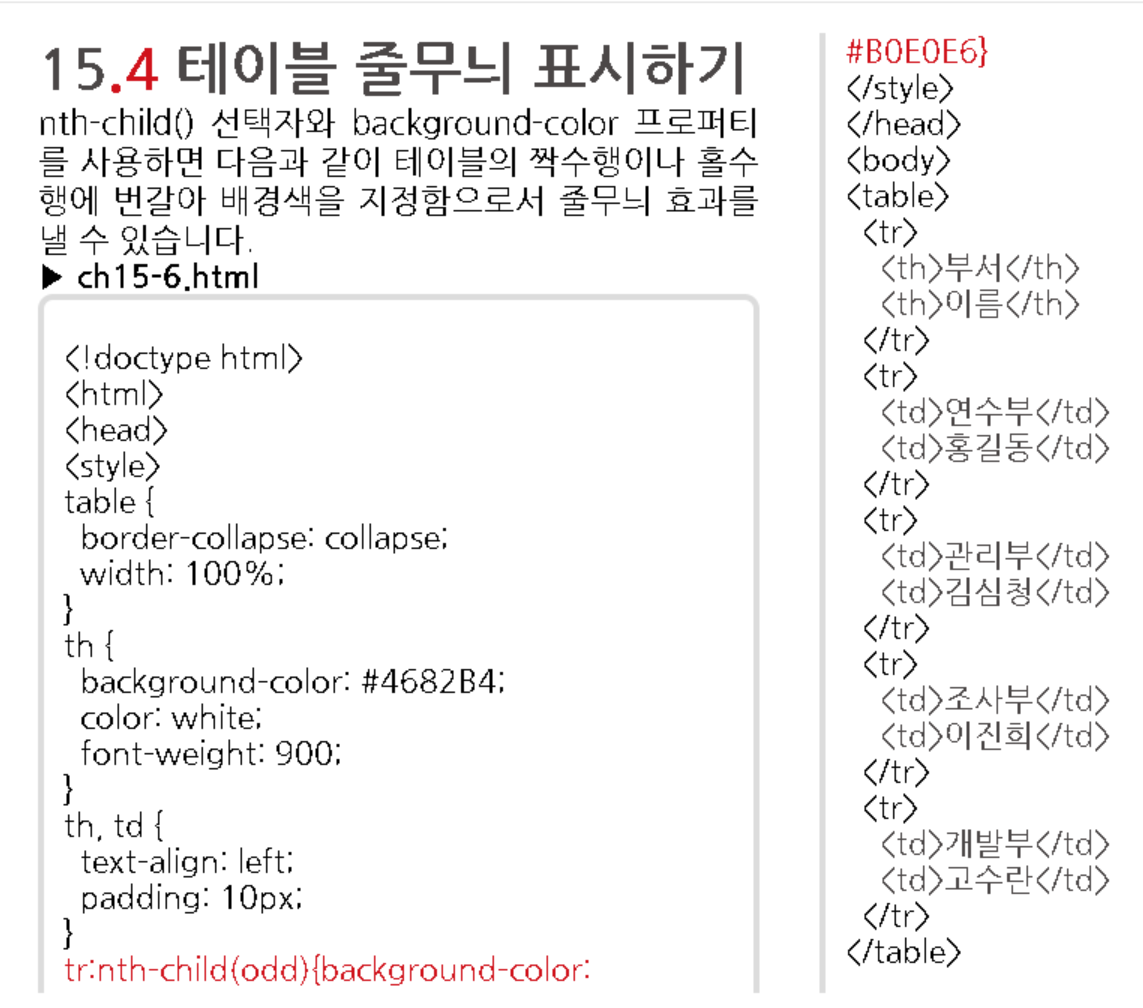 15.4 테이블 줄무늬 표시하기
nth-child() 선택자와 background-color 프로퍼티
를 사용하면 다음과 같이 테이블의 짝수행이나 홀수
행에 번갈아 배경색을 지정함으로서 줄무늬 효과를
낼 수 있습니다.
▶ ch15-6.html
<!doctype html>
<html>
<head>
<style>
table {
border-collapse: collapse;
width: 100%;
}
th {
background-color: #4682B4;
color: white;
font-weight: 900;
}
th, td {
text-align: left;
padding: 10px;
}
tr:nth-child(odd){background-color:
#B0E0E6}
</style>
</head>
<body>
<table>
<tr>
<th>부서</th>
<th>이름</th>
</tr>
<tr>
<td>연수부</td>
<td>홍길동</td>
</tr>
<tr>
<td>관리부</td>
<td>김심청</td>
</tr>
<tr>
<td>조사부</td>
<td>이진희</td>
</tr>
<tr>
<td>개발부</td>
<td>고수란</td>
</tr>
</table>